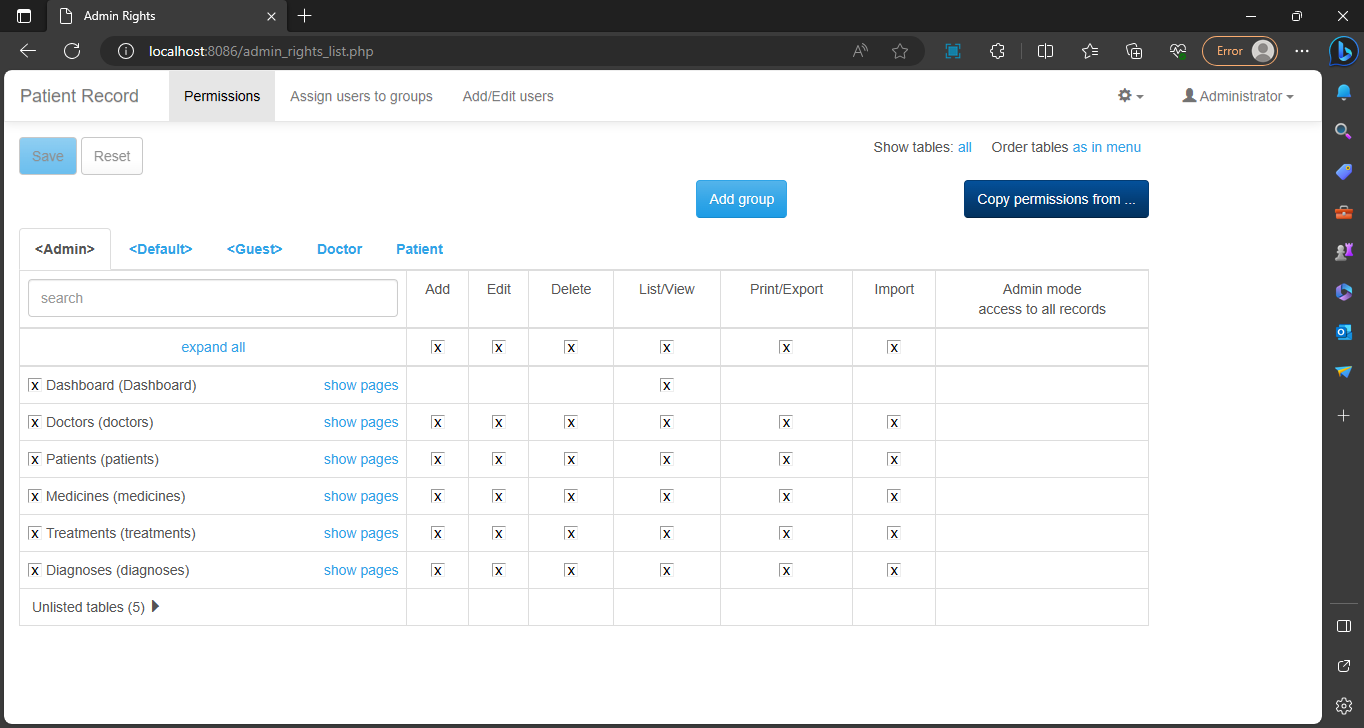 Admin Rights
localhost:8086/admin_rights_list.php
Error
Patient Record Permissions Assign users to groups Add/Edit users Administrator
Save Reset Show tables: all Order tables as in menu
Add group Copy permissions from ...
<Admin> <Default> <Guest> Doctor Patient
search Add Edit Delete List/View Print/Export Import Admin mode
access to all records
expand all X X X X X X
X Dashboard (Dashboard) show pages X
X Doctors (doctors) show pages X X X X X X
X Patients (patients) show pages X X X X X X
X Medicines (medicines) show pages X X X X X X
X Treatments (treatments) show pages X X X X X X
X Diagnoses (diagnoses) show pages X X X X X X
Unlisted tables (5)